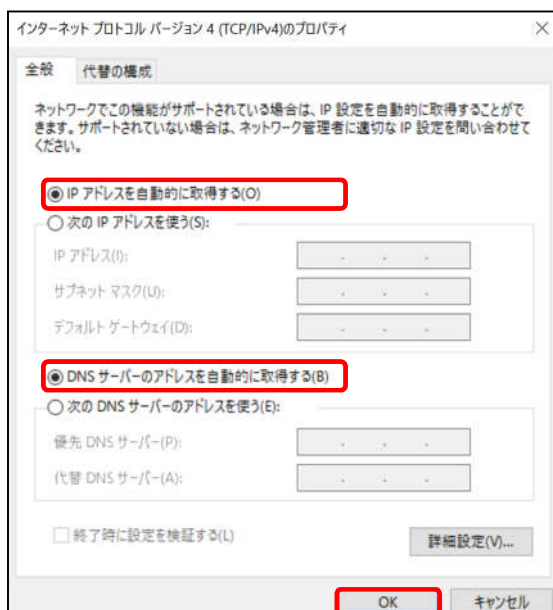 インターネット プロトコル バージョン 4 (TCP/IPv4)のプロパティ
全般 代替の構成
ネットワークでこの機能がサポートされている場合は、IP 設定を自動的に取得することがで
きます。サポートされていない場合は、ネットワーク管理者に適切な IP 設定を問い合わせて
ください。
IP アドレスを自動的に取得する(O)
次の IP アドレスを使う(S):
IP アドレス(I):
サブネット マスク(U):
デフォルト ゲートウェイ(D):
DNS サーバーのアドレスを自動的に取得する(B)
次の DNS サーバーのアドレスを使う(E):
優先 DNS サーバー(P):
代替 DNS サーバー(A):
終了時に設定を検証する(L)
詳細設定(V)...
OK キャンセル